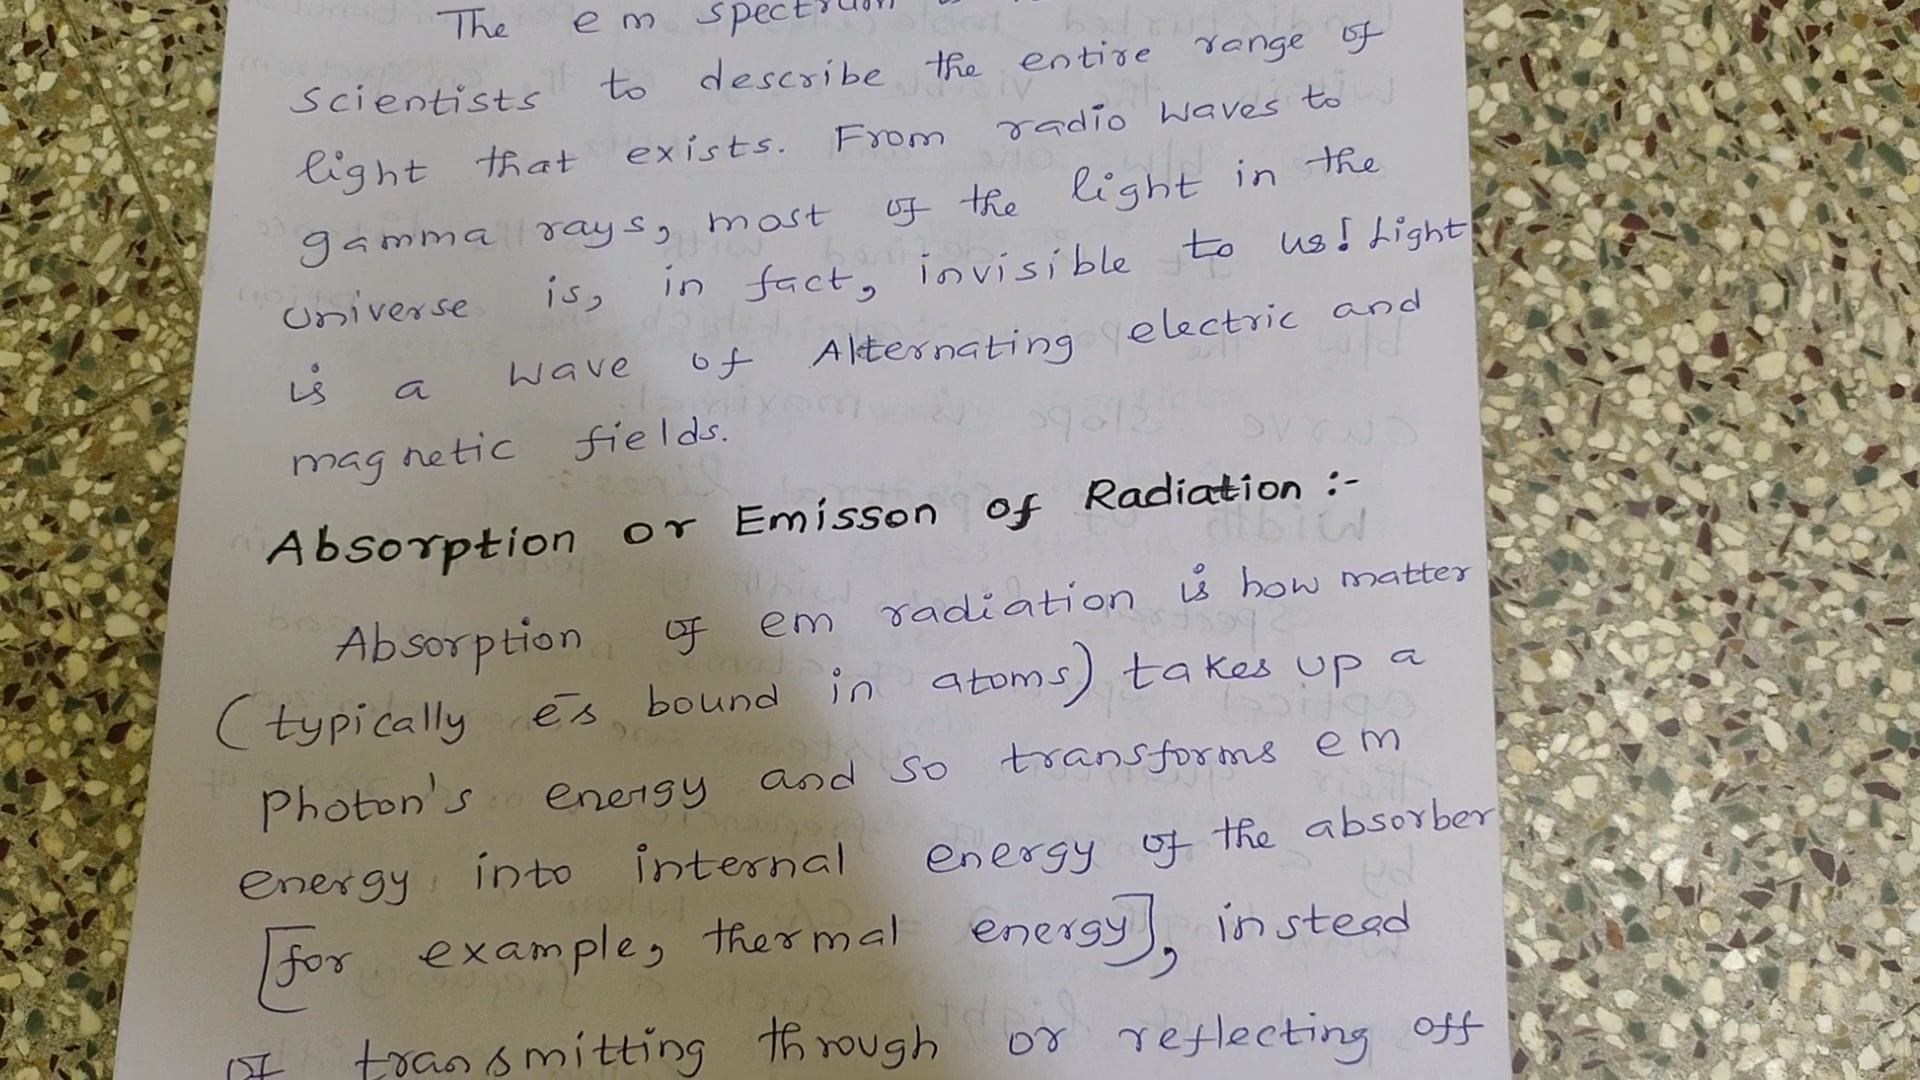 The em spectrum
scientists to describe the entire range of
light that exists. From radio waves to
gamma rays, most of the light in the
universe is, in fact, invisible to us! Light
is a wave of Alternating electric and
magnetic fields.
Absorption or Emisson of Radiation :-
Absorption of em radiation is how matter
(typically ēs bound in atoms) takes up a
photon's energy and so transforms em
energy into internal energy of the absorber
[for example, thermal energy], instead
of transmitting through or reflecting off